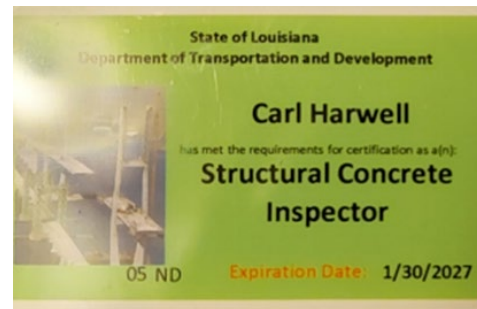 State of Louisiana
Department of Transportation and Development
Carl Harwell
has met the requirements for certification as a(n):
Structural Concrete
Inspector
05 ND Expiration Date: 1/30/2027